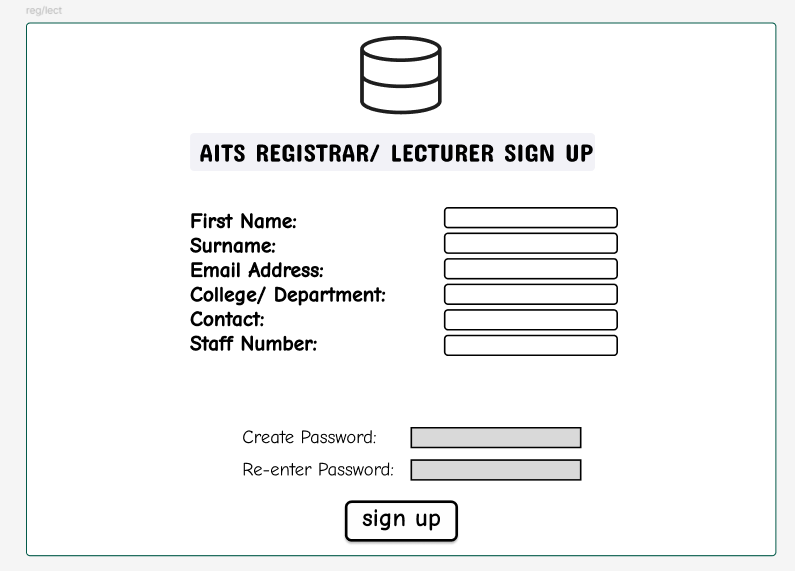 reg/lect
AITS REGISTRAR/ LECTURER SIGN UP
First Name:
Surname:
Email Address:
College/ Department:
Contact:
Staff Number:
Create Password:
Re-enter Password:
sign up